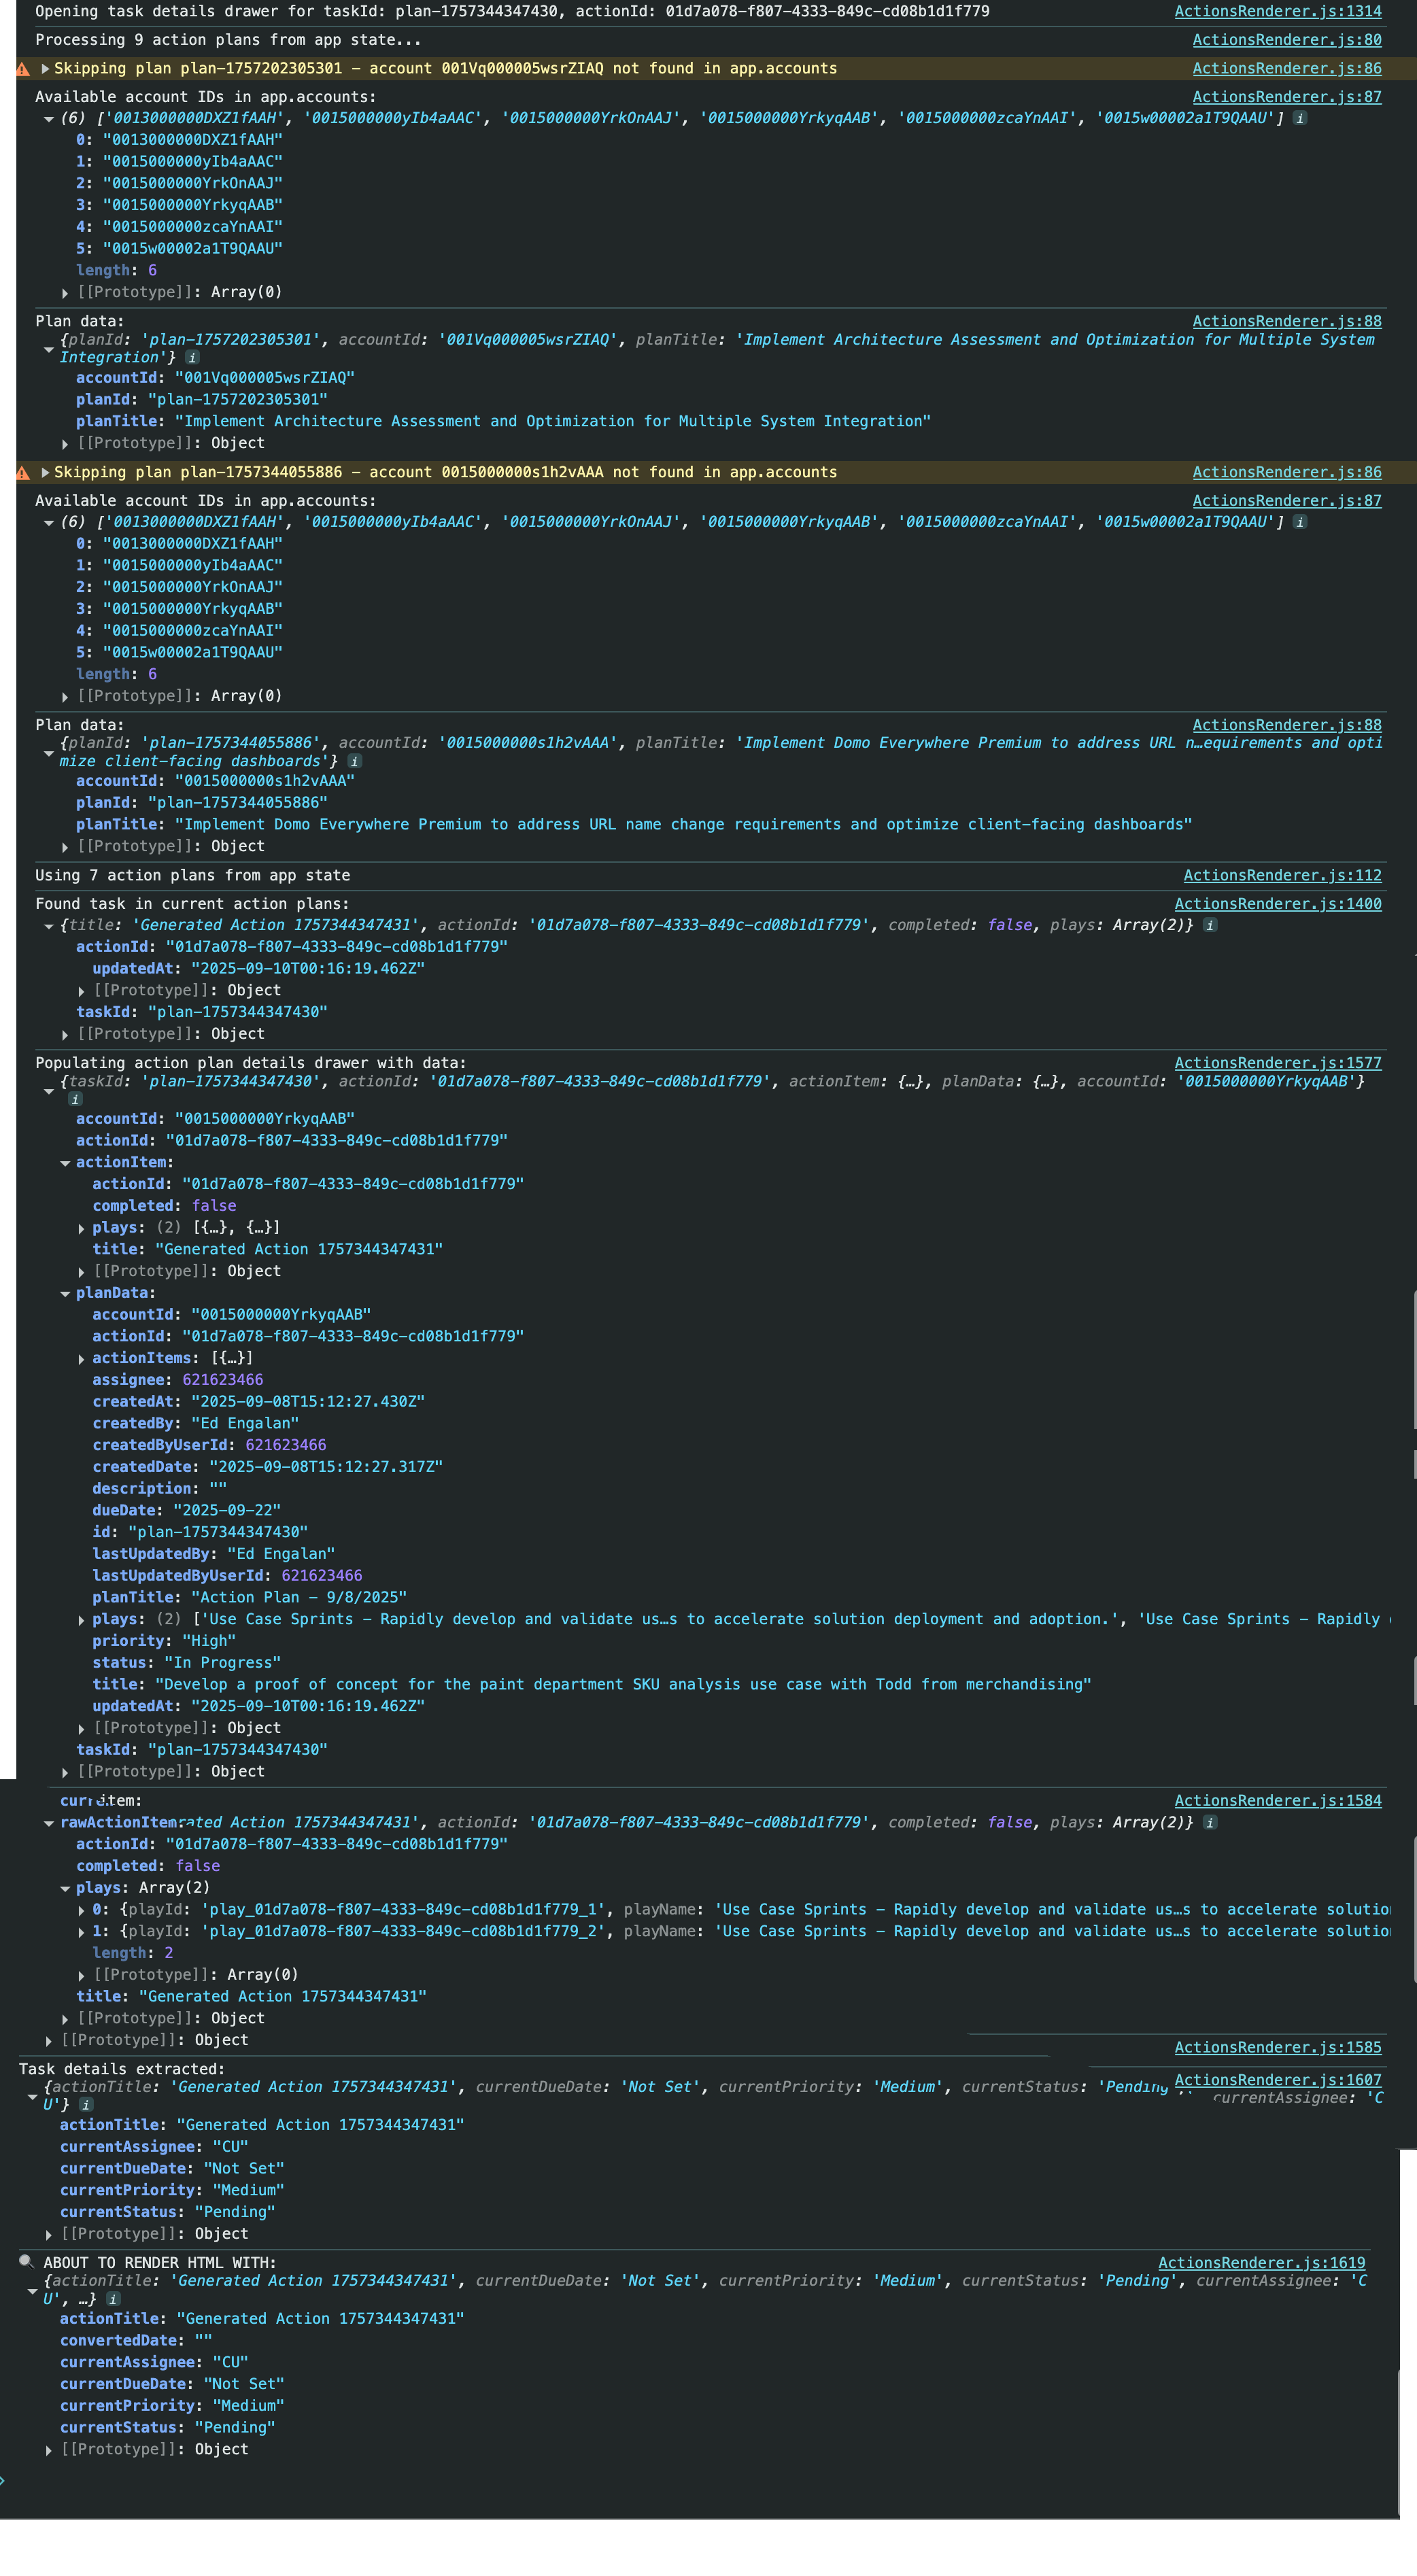 Opening task details drawer for taskId: plan-1757344347430, actionId: 01d7a078-f807-4333-849c-cd08b1d1f779 ActionsRenderer.js:1314
Processing 9 action plans from app state... ActionsRenderer.js:80
Skipping plan plan-1757202305301 – account 001Vq000005wsrZIAQ not found in app.accounts ActionsRenderer.js:86
Available account IDs in app.accounts: ActionsRenderer.js:87
(6) ['0013000000DXZ1fAAH', '0015000000yIb4aAAC', '0015000000YrkOnAAJ', '0015000000YrkyqAAB', '0015000000zcaYnAAI', '0015w00002a1T9QAAU'] i
0: "0013000000DXZ1fAAH"
1: "0015000000yIb4aAAC"
2: "0015000000YrkOnAAJ"
3: "0015000000YrkyqAAB"
4: "0015000000zcaYnAAI"
5: "0015w00002a1T9QAAU"
length: 6
[[Prototype]]: Array(0)
Plan data: ActionsRenderer.js:88
{planId: 'plan-1757202305301', accountId: '001Vq000005wsrZIAQ', planTitle: 'Implement Architecture Assessment and Optimization for Multiple System
Integration'} i
accountId: "001Vq000005wsrZIAQ"
planId: "plan-1757202305301"
planTitle: "Implement Architecture Assessment and Optimization for Multiple System Integration"
[[Prototype]]: Object
Skipping plan plan-1757344055886 – account 0015000000s1h2vAAA not found in app.accounts ActionsRenderer.js:86
Available account IDs in app.accounts: ActionsRenderer.js:87
(6) ['0013000000DXZ1fAAH', '0015000000yIb4aAAC', '0015000000YrkOnAAJ', '0015000000YrkyqAAB', '0015000000zcaYnAAI', '0015w00002a1T9QAAU'] i
0: "0013000000DXZ1fAAH"
1: "0015000000yIb4aAAC"
2: "0015000000YrkOnAAJ"
3: "0015000000YrkyqAAB"
4: "0015000000zcaYnAAI"
5: "0015w00002a1T9QAAU"
length: 6
[[Prototype]]: Array(0)
Plan data: ActionsRenderer.js:88
{planId: 'plan-1757344055886', accountId: '0015000000s1h2vAAA', planTitle: 'Implement Domo Everywhere Premium to address URL n…equirements and opti
mize client-facing dashboards'} i
accountId: "0015000000s1h2vAAA"
planId: "plan-1757344055886"
planTitle: "Implement Domo Everywhere Premium to address URL name change requirements and optimize client-facing dashboards"
[[Prototype]]: Object
Using 7 action plans from app state ActionsRenderer.js:112
Found task in current action plans: ActionsRenderer.js:1400
{title: 'Generated Action 1757344347431', actionId: '01d7a078-f807-4333-849c-cd08b1d1f779', completed: false, plays: Array(2)} i
actionId: "01d7a078-f807-4333-849c-cd08b1d1f779"
updatedAt: "2025-09-10T00:16:19.462Z"
[[Prototype]]: Object
taskId: "plan-1757344347430"
[[Prototype]]: Object
Populating action plan details drawer with data: ActionsRenderer.js:1577
{taskId: 'plan-1757344347430', actionId: '01d7a078-f807-4333-849c-cd08b1d1f779', actionItem: {…}, planData: {…}, accountId: '0015000000YrkyqAAB'}
i
accountId: "0015000000YrkyqAAB"
actionId: "01d7a078-f807-4333-849c-cd08b1d1f779"
actionItem:
actionId: "01d7a078-f807-4333-849c-cd08b1d1f779"
completed: false
plays: (2) [{…}, {…}]
title: "Generated Action 1757344347431"
[[Prototype]]: Object
planData:
accountId: "0015000000YrkyqAAB"
actionId: "01d7a078-f807-4333-849c-cd08b1d1f779"
actionItems: [{…}]
assignee: 621623466
createdAt: "2025-09-08T15:12:27.430Z"
createdBy: "Ed Engalan"
createdByUserId: 621623466
createdDate: "2025-09-08T15:12:27.317Z"
description: ""
dueDate: "2025-09-22"
id: "plan-1757344347430"
lastUpdatedBy: "Ed Engalan"
lastUpdatedByUserId: 621623466
planTitle: "Action Plan – 9/8/2025"
plays: (2) ['Use Case Sprints – Rapidly develop and validate us…s to accelerate solution deployment and adoption.', 'Use Case Sprints – Rapidly
priority: "High"
status: "In Progress"
title: "Develop a proof of concept for the paint department SKU analysis use case with Todd from merchandising"
updatedAt: "2025-09-10T00:16:19.462Z"
[[Prototype]]: Object
taskId: "plan-1757344347430"
[[Prototype]]: Object
item: ActionsRenderer.js:1584
rawActionItem: Action 1757344347431', actionId: '01d7a078-f807-4333-849c-cd08b1d1f779', completed: false, plays: Array(2)} i
actionId: "01d7a078-f807-4333-849c-cd08b1d1f779"
completed: false
plays: Array(2)
0: {playId: 'play_01d7a078-f807-4333-849c-cd08b1d1f779_1', playName: 'Use Case Sprints – Rapidly develop and validate us…s to accelerate solution
1: {playId: 'play_01d7a078-f807-4333-849c-cd08b1d1f779_2', playName: 'Use Case Sprints – Rapidly develop and validate us…s to accelerate solution
length: 2
[[Prototype]]: Array(0)
title: "Generated Action 1757344347431"
[[Prototype]]: Object
[[Prototype]]: Object
ActionsRenderer.js:1585
Task details extracted: ActionsRenderer.js:1607
{actionTitle: 'Generated Action 1757344347431', currentDueDate: 'Not Set', currentPriority: 'Medium', currentStatus: 'Pending currentAssignee: 'C
U'} i
actionTitle: "Generated Action 1757344347431"
currentAssignee: "CU"
currentDueDate: "Not Set"
currentPriority: "Medium"
currentStatus: "Pending"
[[Prototype]]: Object
ABOUT TO RENDER HTML WITH: ActionsRenderer.js:1619
{actionTitle: 'Generated Action 1757344347431', currentDueDate: 'Not Set', currentPriority: 'Medium', currentStatus: 'Pending', currentAssignee: 'C
U', …} i
actionTitle: "Generated Action 1757344347431"
convertedDate: ""
currentAssignee: "CU"
currentDueDate: "Not Set"
currentPriority: "Medium"
currentStatus: "Pending"
[[Prototype]]: Object